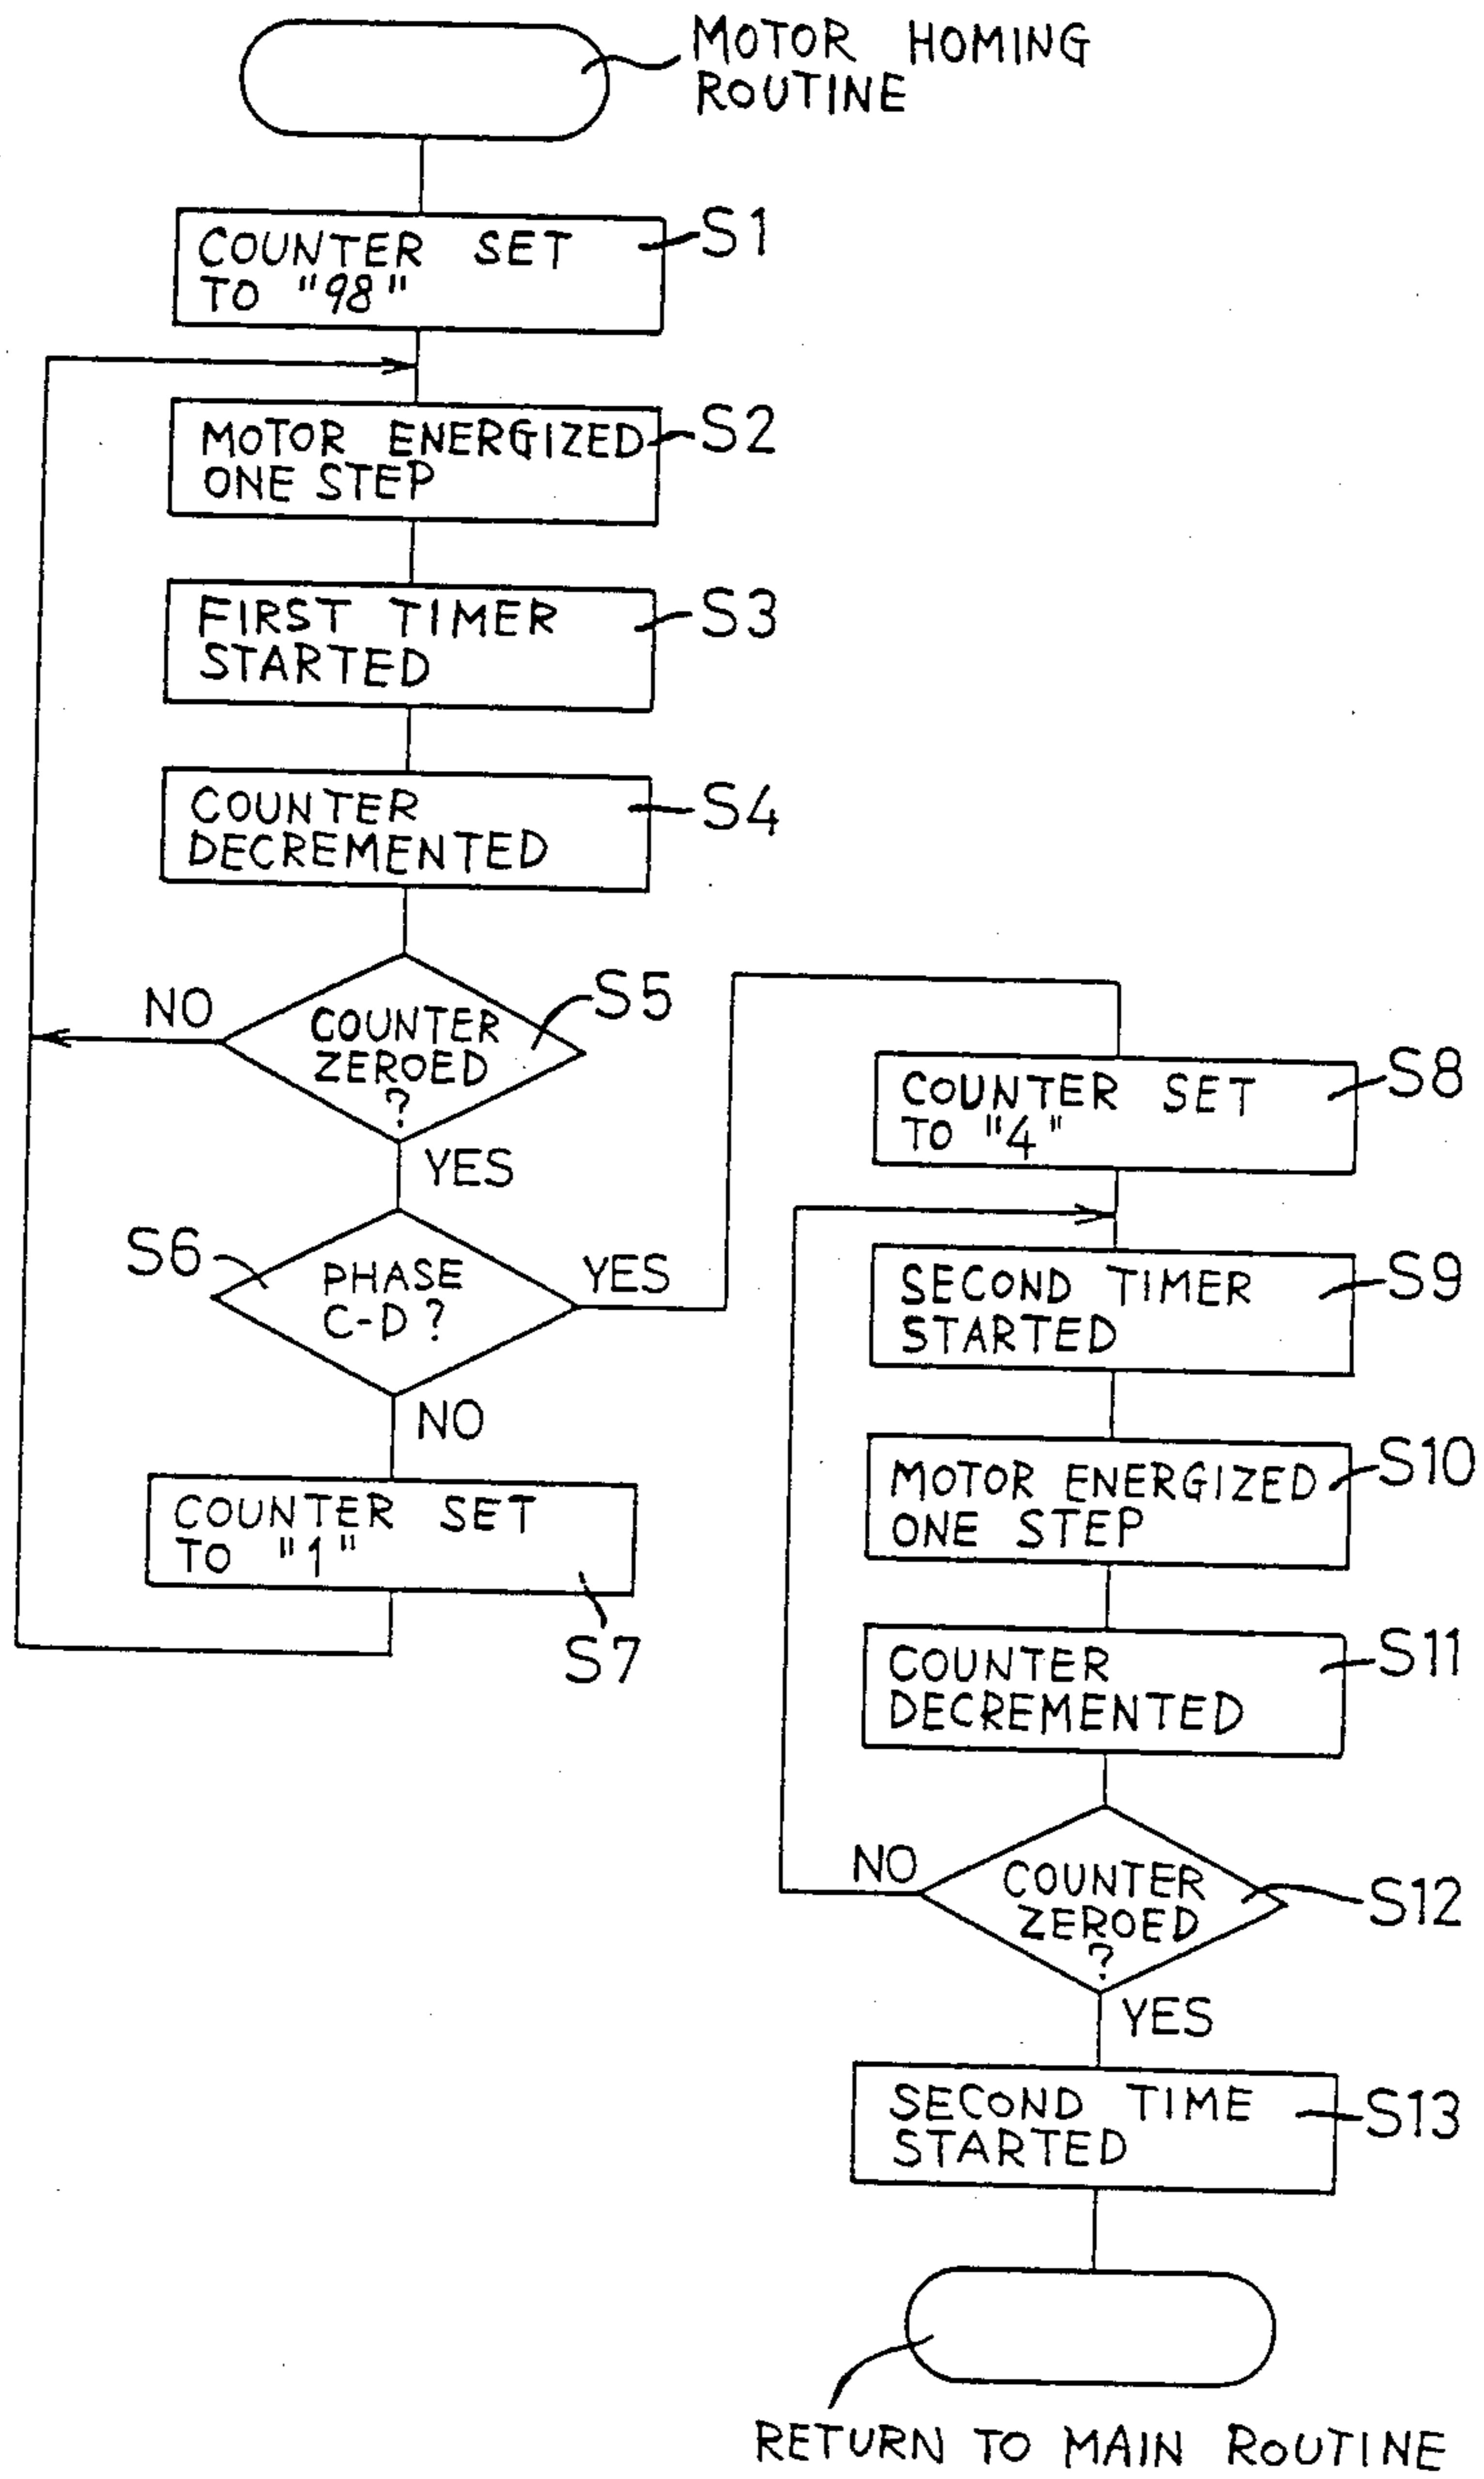 MOTOR HOMING
ROUTINE
COUNTER SET
TO "98"
S1
MOTOR ENERGIZED
ONE STEP
S2
FIRST TIMER
STARTED
S3
COUNTER
DECREMENTED
S4
COUNTER
ZEROED
?
S5
NO
YES
S6
PHASE
C-D?
YES
NO
COUNTER SET
TO "1"
S7
COUNTER SET
TO "4"
S8
SECOND TIMER
STARTED
S9
MOTOR ENERGIZED
ONE STEP
S10
COUNTER
DECREMENTED
S11
NO
COUNTER
ZEROED
?
S12
YES
SECOND TIME
STARTED
S13
RETURN TO MAIN ROUTINE